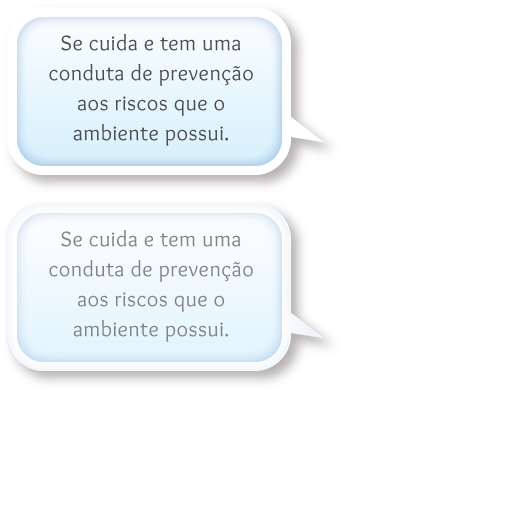 Se cuida e tem uma
conduta de prevenção
aos riscos que o
ambiente possui.
Se cuida e tem uma
conduta de prevenção
aos riscos que o
ambiente possui.